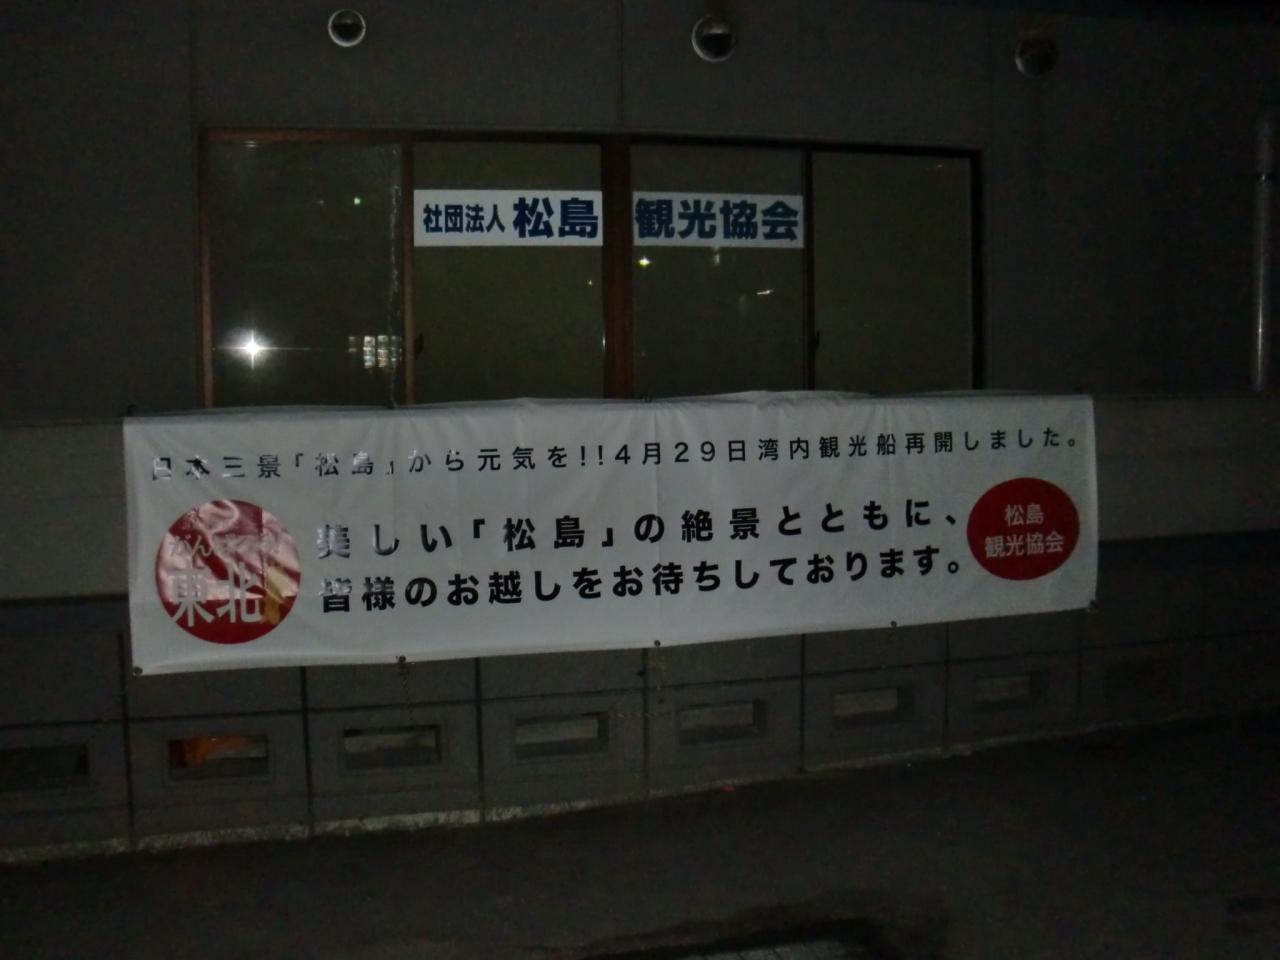 社団法人 松島 観光協会
日本三景「松島」から元気を!!4月29日湾内観光船再開しました。
美しい「松島」の絶景とともに、
皆様のお越しをお待ちしております。
東北
松島
観光協会